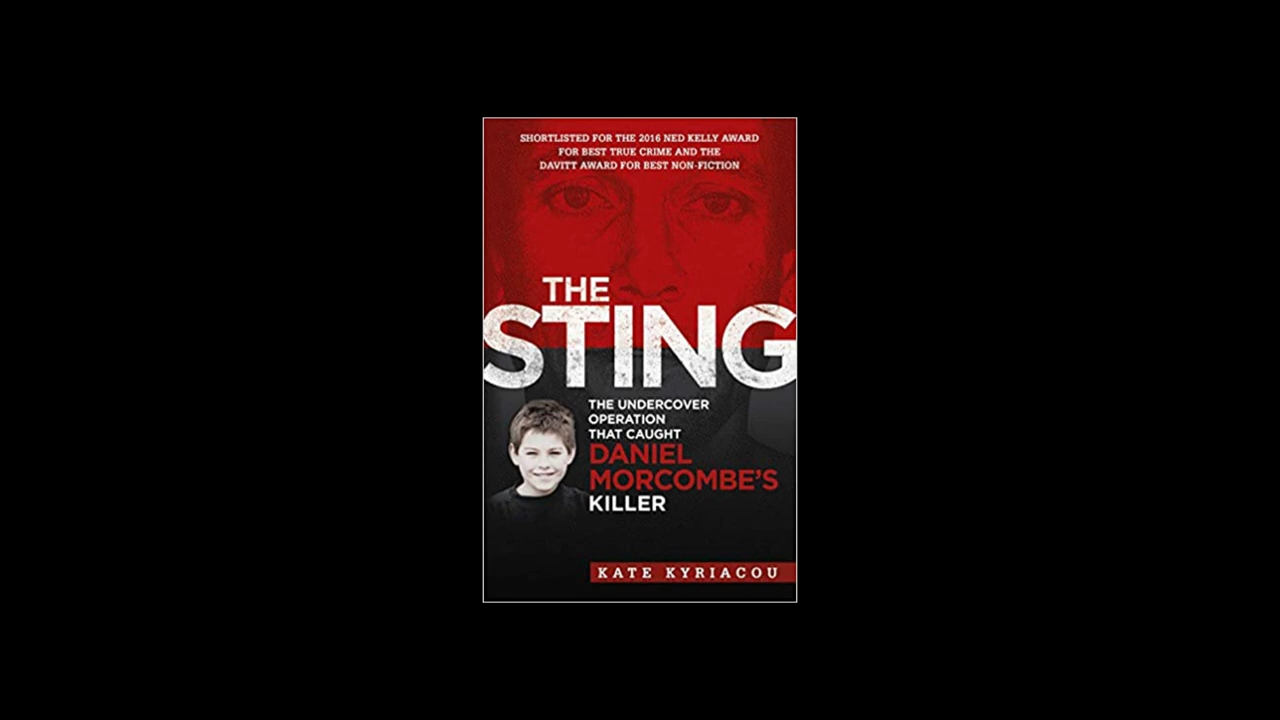 SHORTLISTED FOR THE 2016 NED KELLY AWARD
FOR BEST TRUE CRIME AND THE
DAVITT AWARD FOR BEST NON-FICTION
THE
STING
THE UNDERCOVER
OPERATION
THAT CAUGHT
DANIEL
MORCOMBE'S
KILLER
KATE KYRIACOU